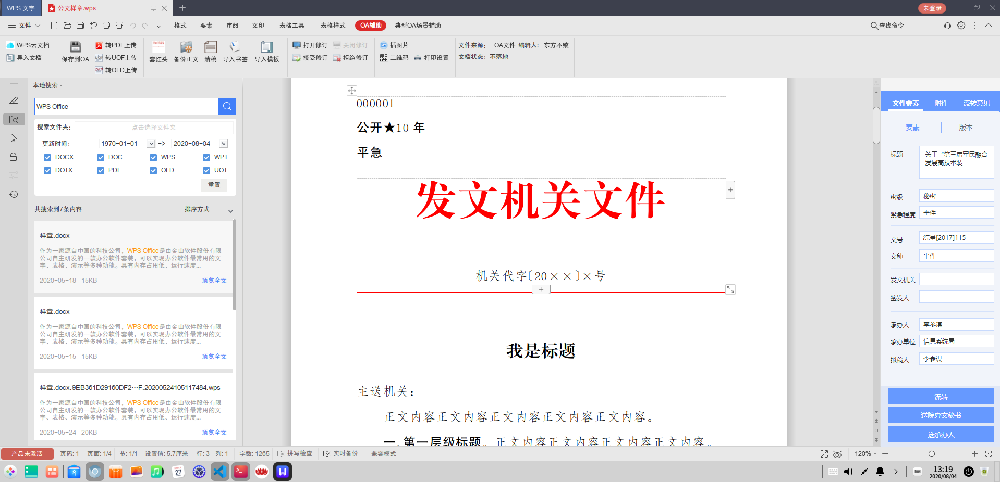 WPS 文字
公文样章.wps
未登录
文件
格式 要素 审阅 文印 表格工具 表格样式 OA辅助 典型OA场景辅助
查找命令
WPS云文档
导入文档
保存到OA
转PDF上传
转UOF上传
转OFD上传
套红头 备份正文 清稿 导入书签 导入模板
打开修订 关闭修订
接受修订 拒绝修订
插图片
二维码 打印设置
文件来源： OA文件 编辑人： 东方不败
文档状态： 不落地
本地搜索
WPS Office
搜索文件夹：
点击选择文件夹
更新时间：
1970-01-01 -> 2020-08-04
DOCX DOC WPS WPT
DOTX PDF OFD UOT
重置
共搜索到7条内容
排序方式
样章.docx
作为一家源自中国的科技公司，WPS Office是由金山软件股份有限
公司自主研发的一款办公软件套装，可以实现办公软件最常用的文
字、表格、演示等多种功能。具有内存占用低、运行速度...
2020-05-18 15KB
预览全文
样章.docx
作为一家源自中国的科技公司，WPS Office是由金山软件股份有限
公司自主研发的一款办公软件套装，可以实现办公软件最常用的文
字、表格、演示等多种功能。具有内存占用低、运行速度...
2020-05-15 15KB
预览全文
样章.docx.9EB361D29160DF2···F.20200524105117484.wps
作为一家源自中国的科技公司，WPS Office是由金山软件股份有限
公司自主研发的一款办公软件套装，可以实现办公软件最常用的文
字、表格、演示等多种功能。具有内存占用低、运行速度...
2020-05-24 20KB
预览全文
000001
公开★10 年
平急
发文机关文件
机关代字〔20××〕×号
我是标题
主送机关：
正文内容正文内容正文内容正文内容正文内容。
一、第一层级标题。正文内容正文内容正文内容正文内容。
文件要素 附件 流转意见
要素 版本
标题
关于“第三届军民融合
发展高技术装
密级 秘密
紧急程度 平件
文号 综呈[2017]115
文种 平件
发文机关
签发人
承办人 李参谋
承办单位 信息系统局
拟稿人 李参谋
流转
送院办文秘书
送承办人
产品未激活
页码: 1 页面: 1/4 节: 1/1 设置值: 5.7厘米 行: 3 列: 1 字数: 1265 拼写检查 实时备份 兼容模式
120%
27
13:19
2020/08/04